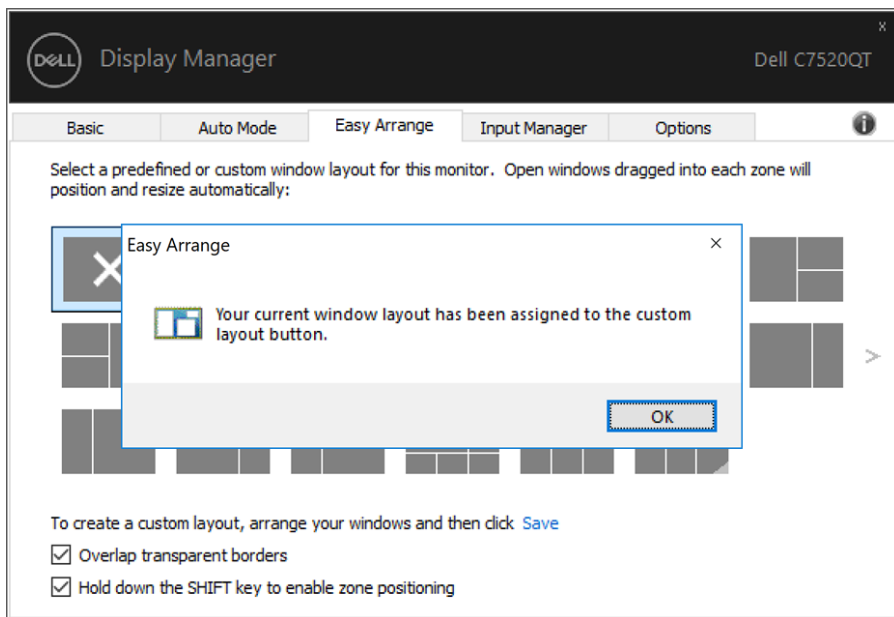 x
DELL
Display Manager
Dell C7520QT
Basic
Auto Mode
Easy Arrange
Input Manager
Options
i
Select a predefined or custom window layout for this monitor.  Open windows dragged into each zone will
position and resize automatically:
Easy Arrange
Your current window layout has been assigned to the custom
layout button.
OK
To create a custom layout, arrange your windows and then click Save
Overlap transparent borders
Hold down the SHIFT key to enable zone positioning